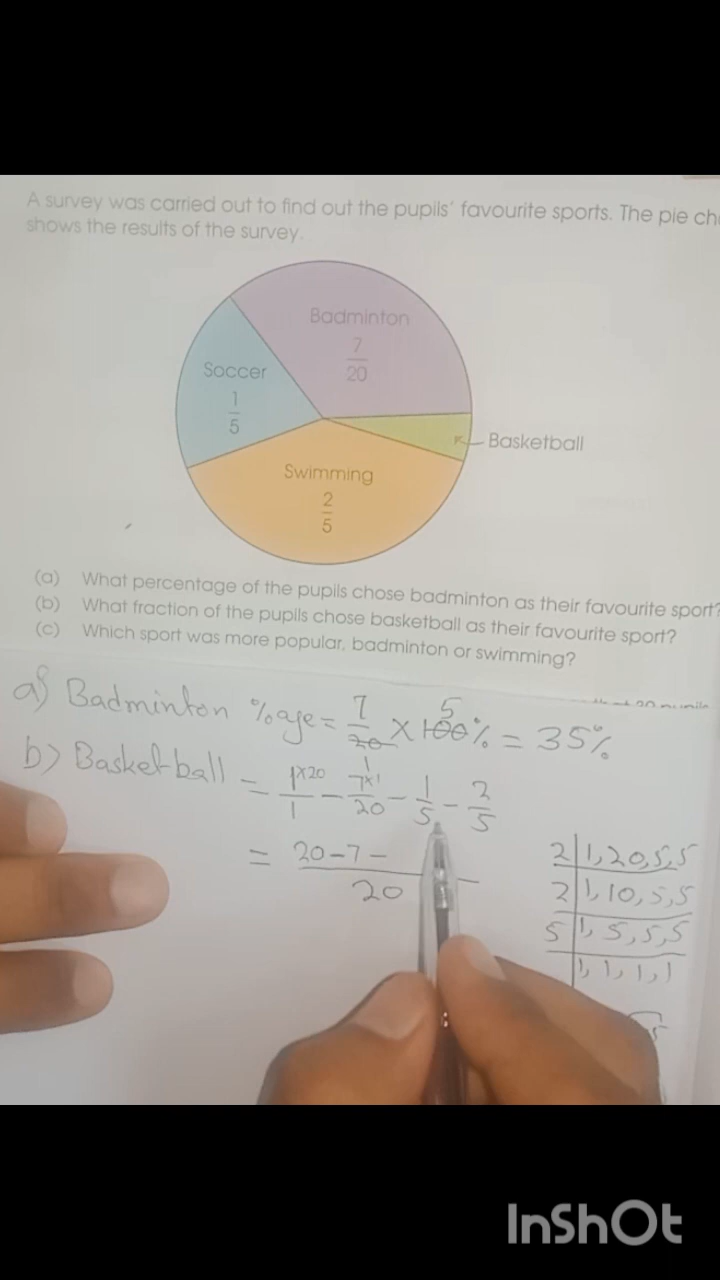 A survey was carried out to find out the pupils' favourite sports. The pie ch
shows the results of the survey.
Badminton
7
20
Soccer
1
5
Basketball
Swimming
2
5
(a) What percentage of the pupils chose badminton as their favourite sport?
(b) What fraction of the pupils chose basketball as their favourite sport?
(c) Which sport was more popular, badminton or swimming?
a) Badminton %age = 7/20 × 100% = 35%
5
b) Basketball = 1×20/1 - 7×1/20 - 1/5 - 2/5
1
= 20-7-
20
2 | 1, 20, 5, 5
2 | 1, 10, 5, 5
5 | 1, 5, 5, 5
1, 1, 1, 1
InShOt